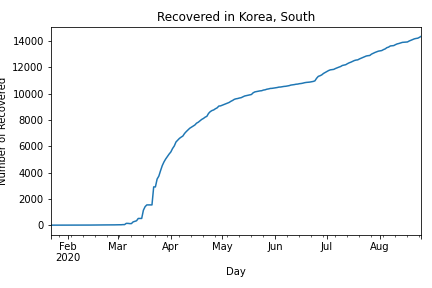 Recovered in Korea, South
Number of Recovered
14000
12000
10000
8000
6000
4000
2000
0
Feb Mar Apr May Jun Jul Aug
2020
Day